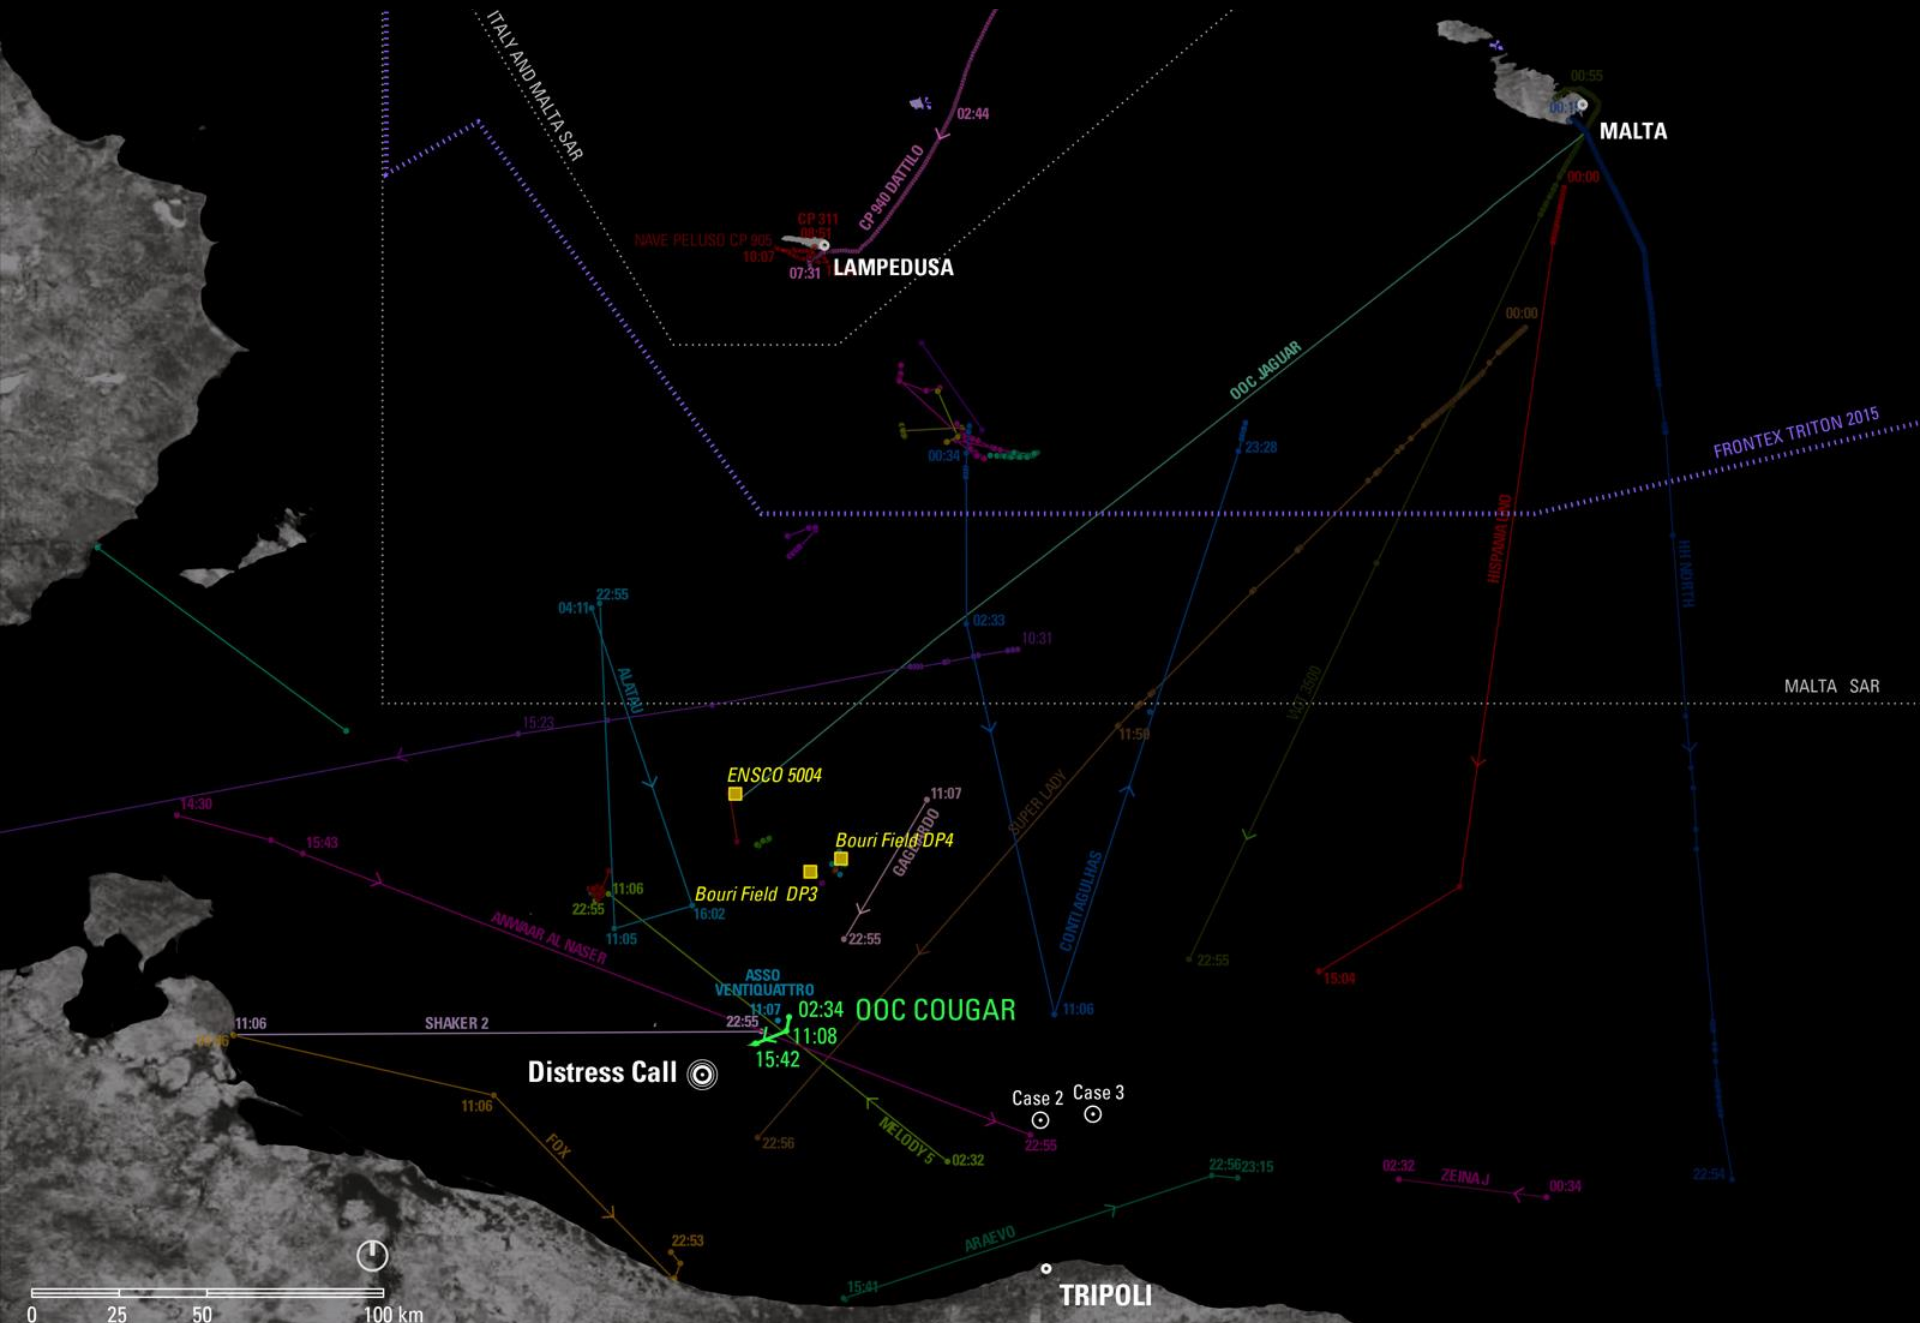 ITALY AND MALTA SAR
02:44
CP 940 DATTILO
00:55
MALTA
00:00
CP 311
08:51
NAVE PELUSO CP 905
10:07
07:31
LAMPEDUSA
00:00
OOC JAGUAR
FRONTEX TRITON 2015
00:34
23:28
HISPANIA UNO
HH NORTH
04:11
22:55
02:33
10:31
ALATAU
MALTA SAR
15:23
11:50
ENSCO 5004
14:30
11:07
GAGLIARDO
SUPER LADY
15:43
Bouri Field DP4
Bouri Field DP3
11:06
22:55
16:02
11:05
22:55
CONTI AGULHAS
22:55
15:04
ANWAAR AL NASER
ASSO
VENTIQUATTRO
11:07
02:34
OOC COUGAR
11:06
11:06
SHAKER 2
22:55
11:08
15:42
Distress Call
Case 2
Case 3
11:06
FOX
MELODY 5
02:32
22:56
22:55
22:56
23:15
02:32
ZEINA J
00:34
22:54
22:53
ARAEVO
15:41
TRIPOLI
0
25
50
100 km